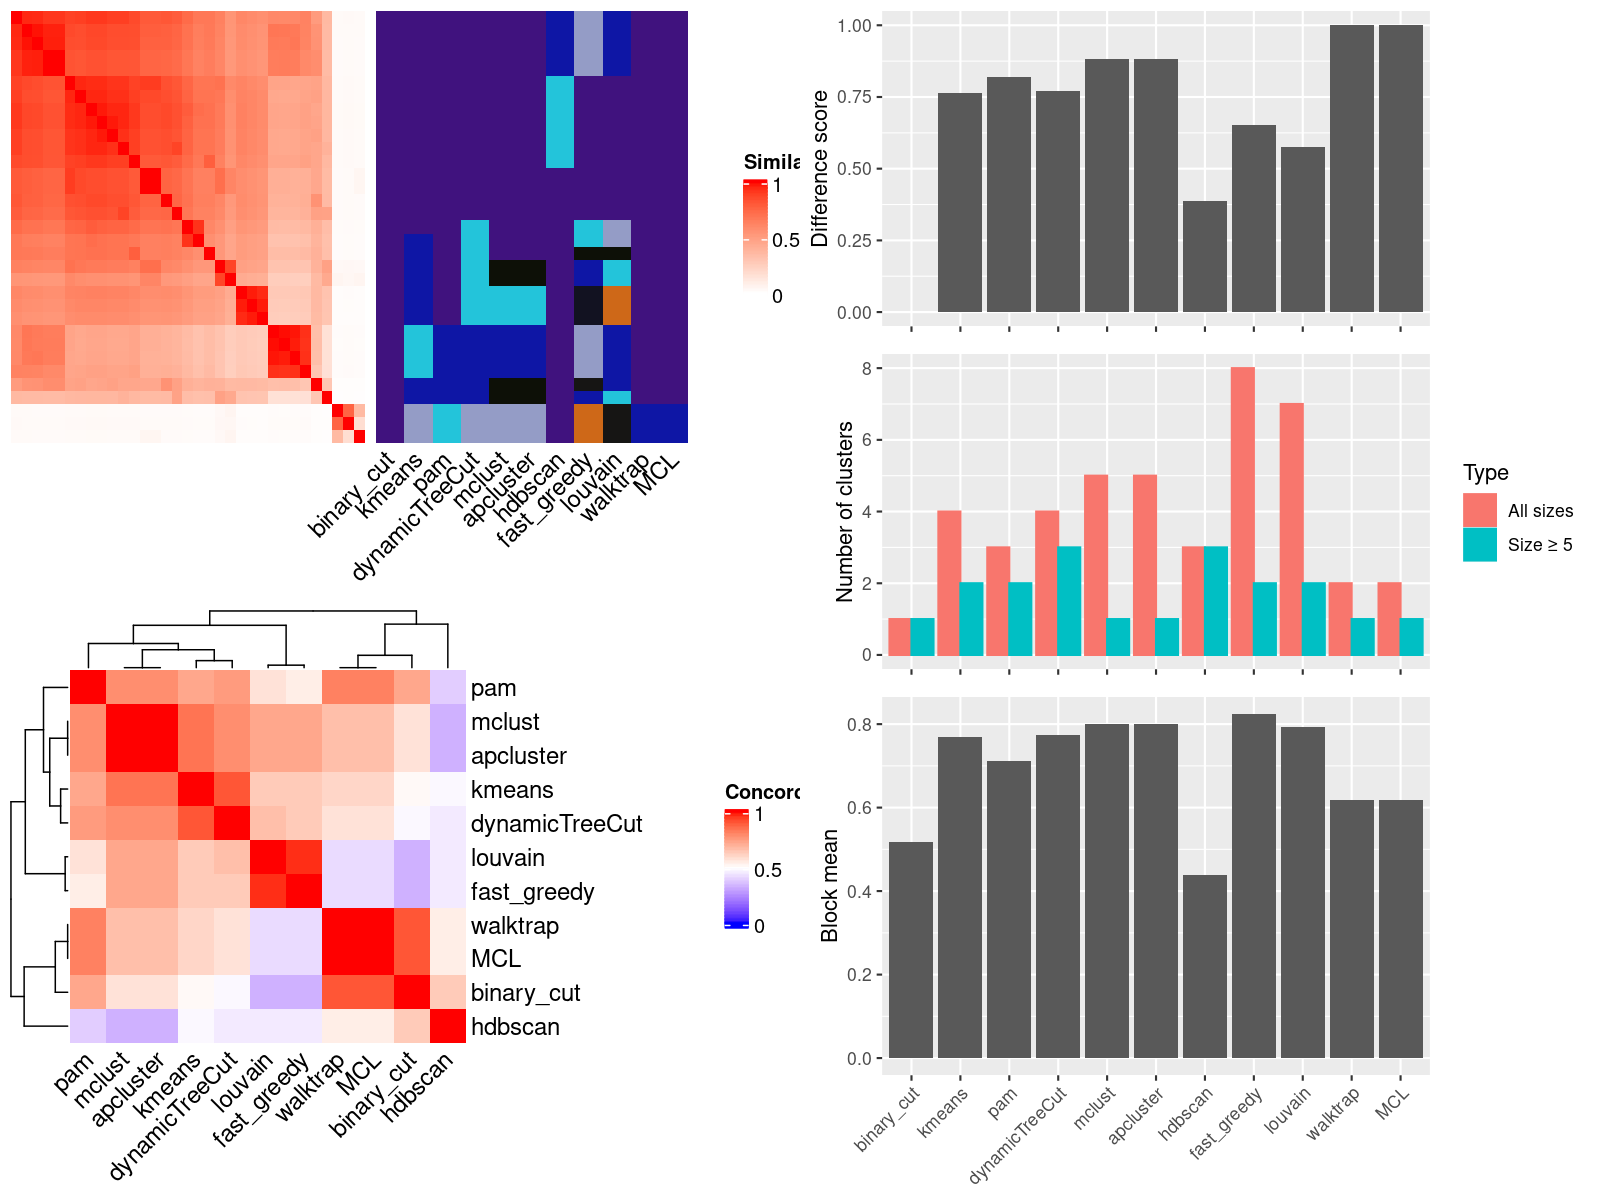 Simila
1
0.5
0
binary_cut
kmeans
pam
dynamicTreeCut
mclust
apcluster
hdbscan
fast_greedy
louvain
walktrap
MCL
pam
mclust
apcluster
kmeans
dynamicTreeCut
louvain
fast_greedy
walktrap
MCL
binary_cut
hdbscan
Concord
1
0.5
0
pam
mclust
apcluster
kmeans
dynamicTreeCut
louvain
fast_greedy
walktrap
MCL
binary_cut
hdbscan
Difference score
1.00
0.75
0.50
0.25
0.00
Number of clusters
8
6
4
2
0
Type
All sizes
Size ≥ 5
Block mean
0.8
0.6
0.4
0.2
0.0
binary_cut
kmeans
pam
dynamicTreeCut
mclust
apcluster
hdbscan
fast_greedy
louvain
walktrap
MCL